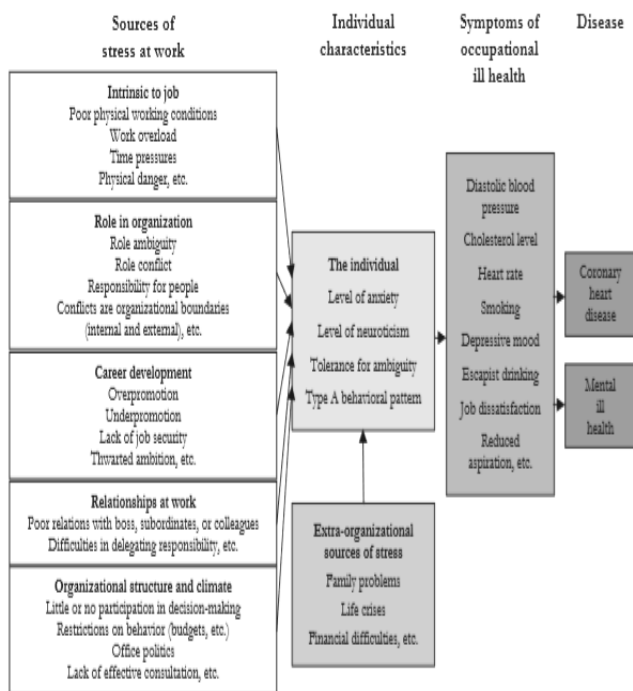 Sources of
stress at work
Individual
characteristics
Symptoms of
occupational
ill health
Disease
Intrinsic to job
Poor physical working conditions
Work overload
Time pressures
Physical danger, etc.
Role in organization
Role ambiguity
Role conflict
Responsibility for people
Conflicts are organizational boundaries
(internal and external), etc.
Career development
Overpromotion
Underpromotion
Lack of job security
Thwarted ambition, etc.
Relationships at work
Poor relations with boss, subordinates, or colleagues
Difficulties in delegating responsibility, etc.
Organizational structure and climate
Little or no participation in decision-making
Restrictions on behavior (budgets, etc.)
Office politics
Lack of effective consultation, etc.
The individual
Level of anxiety
Level of neuroticism
Tolerance for ambiguity
Type A behavioral pattern
Extra-organizational
sources of stress
Family problems
Life crises
Financial difficulties, etc.
Diastolic blood
pressure
Cholesterol level
Heart rate
Smoking
Depressive mood
Escapist drinking
Job dissatisfaction
Reduced
aspiration, etc.
Coronary
heart
disease
Mental
ill
health